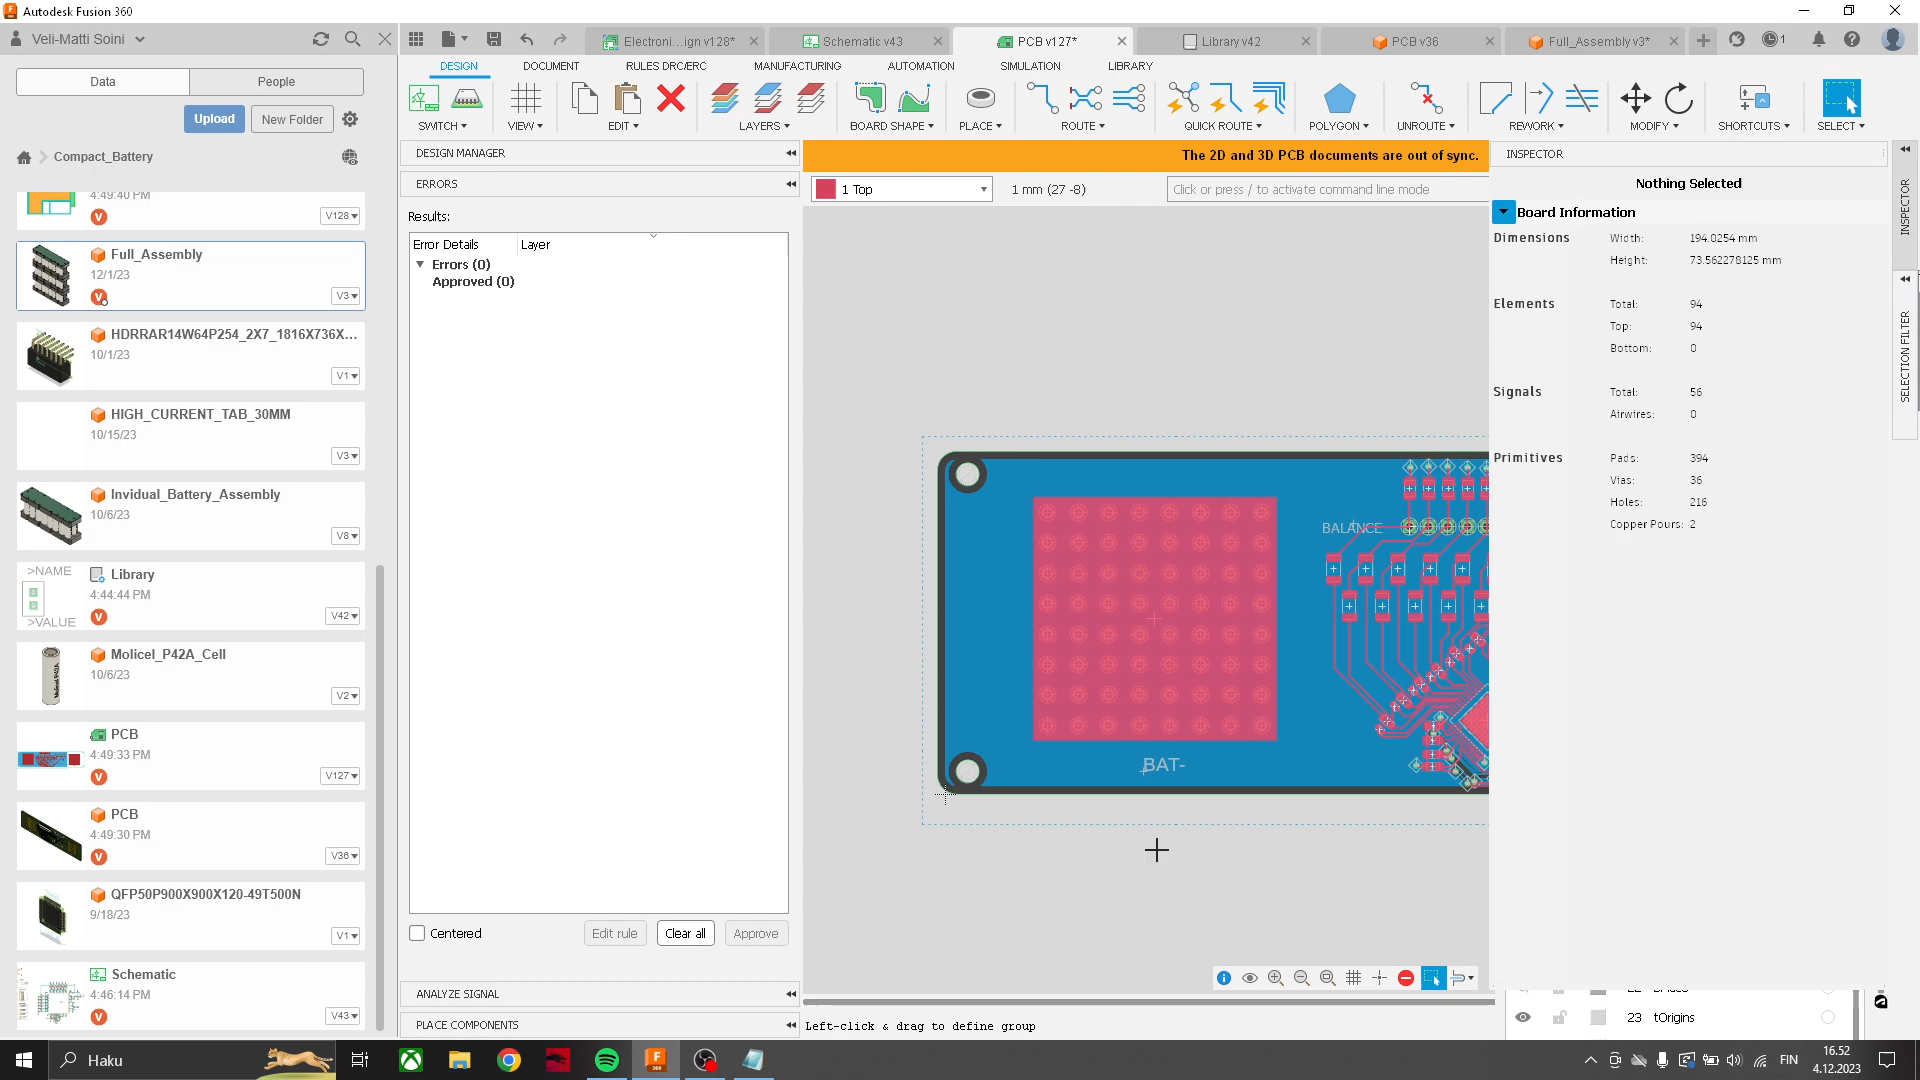 Autodesk Fusion 360
Veli-Matti Soini
Electroni...ign v128*
Schematic v43
PCB v127*
Library v42
PCB v36
Full_Assembly v3*
1
Data
People
DESIGN
DOCUMENT
RULES DRC/ERC
MANUFACTURING
AUTOMATION
SIMULATION
LIBRARY
Upload
New Folder
SWITCH
VIEW
EDIT
LAYERS
BOARD SHAPE
PLACE
ROUTE
QUICK ROUTE
POLYGON
UNROUTE
REWORK
MODIFY
SHORTCUTS
SELECT
Compact_Battery
DESIGN MANAGER
The 2D and 3D PCB documents are out of sync.
INSPECTOR
ERRORS
1 Top
1 mm (27 -8)
Click or press / to activate command line mode
Nothing Selected
Results:
Error Details
Layer
Errors (0)
Approved (0)
Board Information
Dimensions
Width:
194.0254 mm
Height:
73.562278125 mm
Elements
Total:
94
Top:
94
Bottom:
0
Signals
Total:
56
Airwires:
0
Primitives
Pads:
394
Vias:
36
Holes:
216
Copper Pours:
2
INSPECTOR
SELECTION FILTER
4:49:40 PM
V
V128
Full_Assembly
12/1/23
V
V3
HDRRAR14W64P254_2X7_1816X736X...
10/1/23
V1
HIGH_CURRENT_TAB_30MM
10/15/23
V3
Invidual_Battery_Assembly
10/6/23
V8
>NAME
>VALUE
Library
4:44:44 PM
V
V42
Molicel_P42A_Cell
10/6/23
V2
PCB
4:49:33 PM
V
V127
PCB
4:49:30 PM
V
V36
QFP50P900X900X120-49T500N
9/18/23
V1
Schematic
4:46:14 PM
V
V43
BALANCE
BAT-
Centered
Edit rule
Clear all
Approve
ANALYZE SIGNAL
PLACE COMPONENTS
Left-click & drag to define group
23 tOrigins
Haku
FIN
16.52
4.12.2023